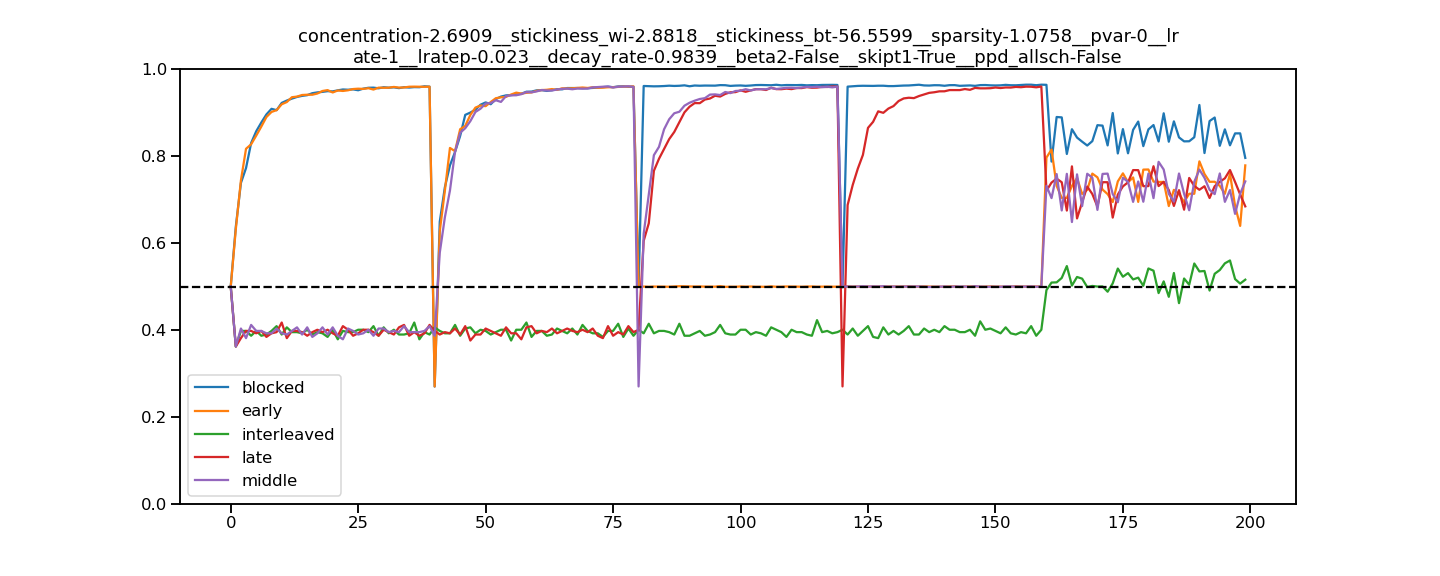 concentration-2.6909__stickiness_wi-2.8818__stickiness_bt-56.5599__sparsity-1.0758__pvar-0__lr
ate-1__lratep-0.023__decay_rate-0.9839__beta2-False__skipt1-True__ppd_allsch-False
1.0
0.8
0.6
0.4
0.2
0.0
blocked
early
interleaved
late
middle
0 25 50 75 100 125 150 175 200